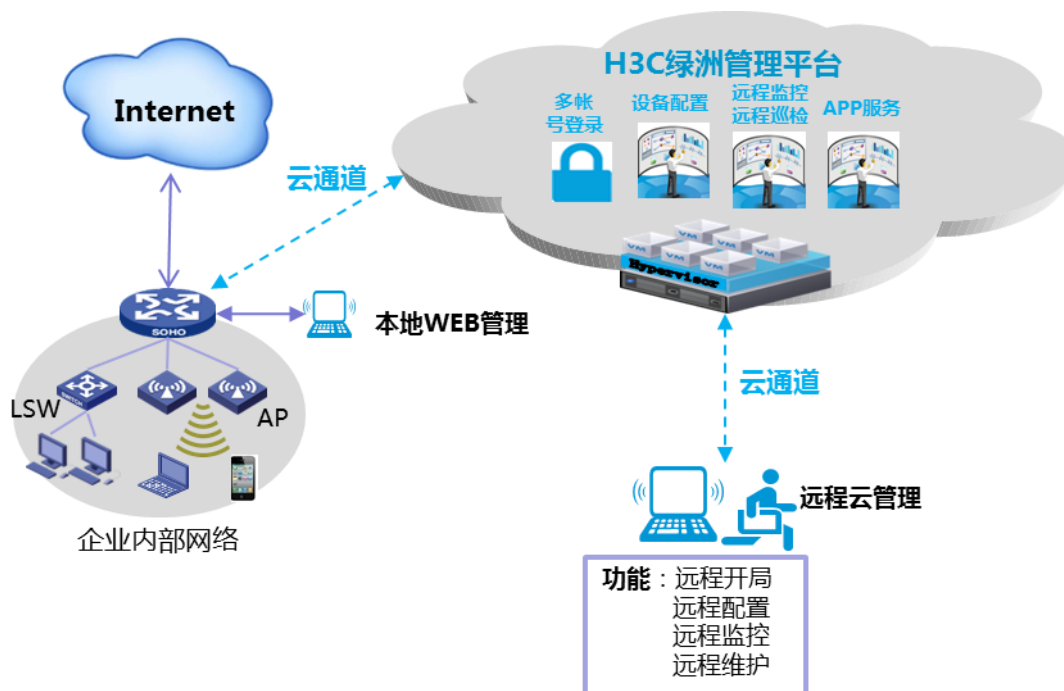 H3C绿洲管理平台
多帐
号登录
设备配置
远程监控
远程巡检
APP服务
Internet
云通道
VM
VM
VM
VM
VM
VM
Hypervisor
SOHO
本地WEB管理
云通道
LSW
SWITCH
AP
企业内部网络
远程云管理
功能：远程开局
远程配置
远程监控
远程维护